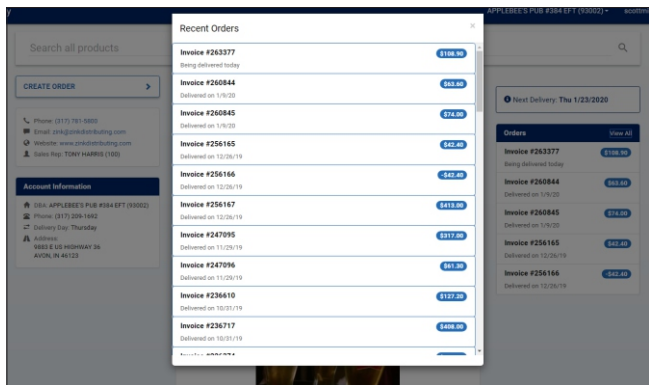 y
APPLEBEE'S PUB #384 EFT (93002)
Search all products
CREATE ORDER
Phone: (317) 781-5800
Email: zink@zinkdistributing.com
Website: www.zinkdistributing.com
Sales Rep: TONY HARRIS (100)
Account Information
DBA: APPLEBEE'S PUB #384 EFT (93002)
Phone: (317) 209-1692
Delivery Day: Thursday
Address:
9883 E US HIGHWAY 36
AVON, IN 46123
Recent Orders
×
Invoice #263377
$108.90
Being delivered today
Invoice #260844
$63.60
Delivered on 1/9/20
Invoice #260845
$74.00
Delivered on 1/9/20
Invoice #256165
$42.40
Delivered on 12/26/19
Invoice #256166
-$42.40
Delivered on 12/26/19
Invoice #256167
$413.00
Delivered on 12/26/19
Invoice #247095
$317.00
Delivered on 11/29/19
Invoice #247096
$61.30
Delivered on 11/29/19
Invoice #236610
$127.20
Delivered on 10/31/19
Invoice #236717
$408.00
Delivered on 10/31/19
Next Delivery: Thu 1/23/2020
Orders
View All
Invoice #263377
$108.90
Being delivered today
Invoice #260844
$63.60
Delivered on 1/9/20
Invoice #260845
$74.00
Delivered on 1/9/20
Invoice #256165
$42.40
Delivered on 12/26/19
Invoice #256166
-$42.40
Delivered on 12/26/19